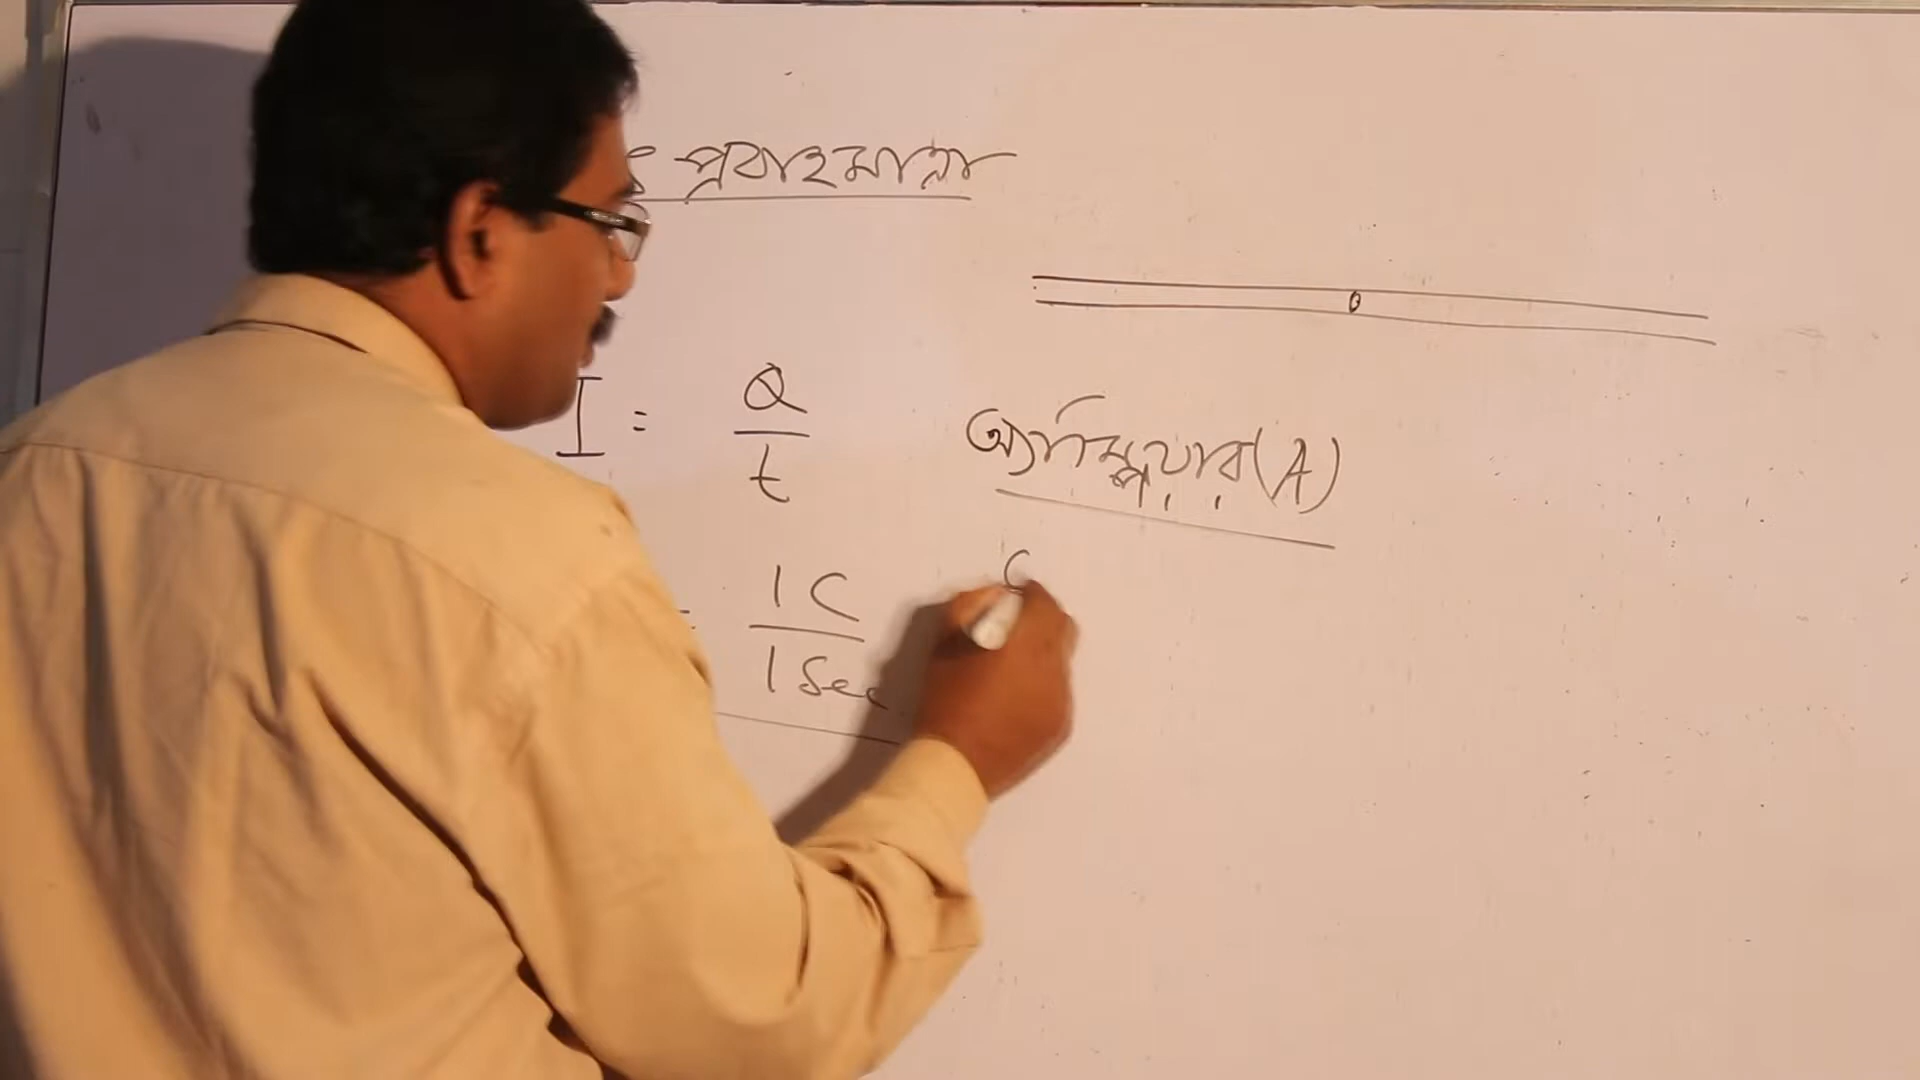 ৎ প্রবাহমাত্রা
I = Q/t
অ্যাম্পিয়ার (A)
= 1C/1Sec
C